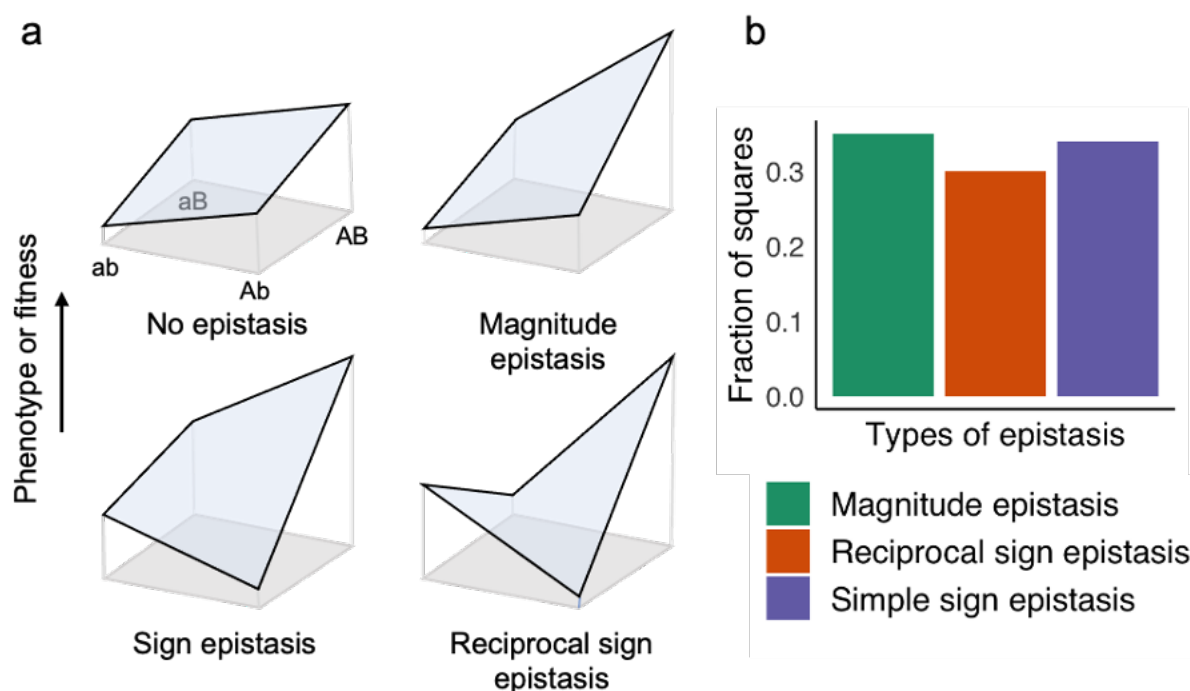 a
Phenotype or fitness
aB
ab
AB
Ab
No epistasis
Magnitude
epistasis
Sign epistasis
Reciprocal sign
epistasis
b
Fraction of squares
0.3
0.2
0.1
0.0
Types of epistasis
Magnitude epistasis
Reciprocal sign epistasis
Simple sign epistasis